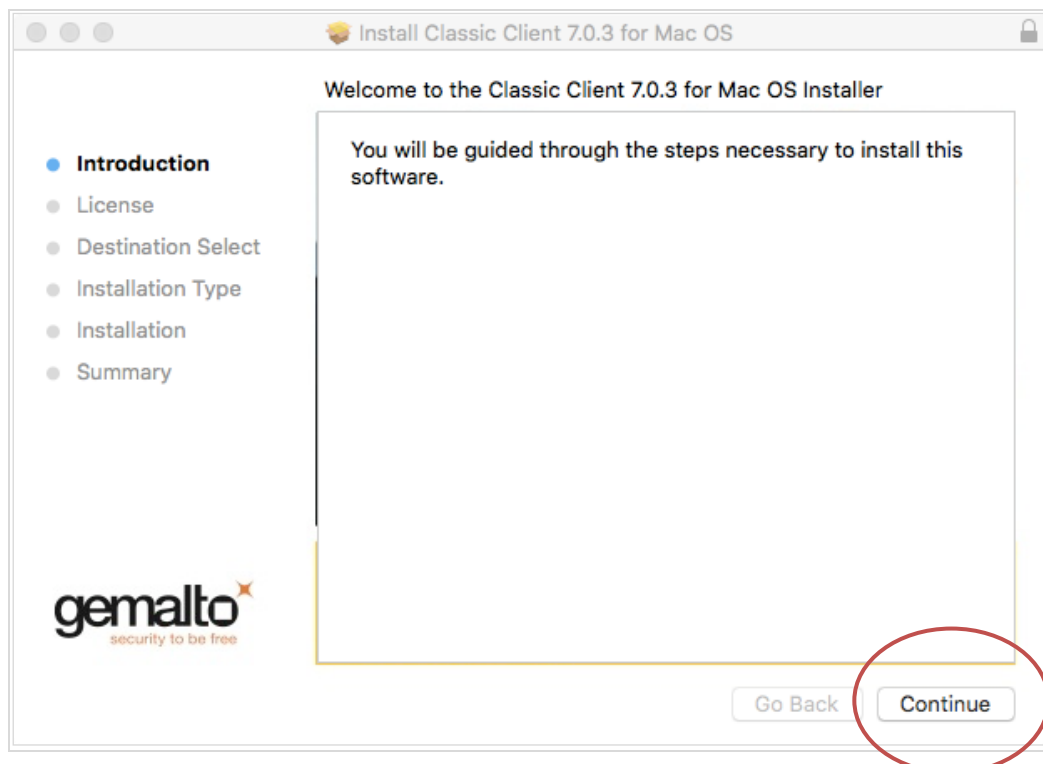 Install Classic Client 7.0.3 for Mac OS
Welcome to the Classic Client 7.0.3 for Mac OS Installer
Introduction
License
Destination Select
Installation Type
Installation
Summary
You will be guided through the steps necessary to install this
software.
gemalto
security to be free
Go Back
Continue